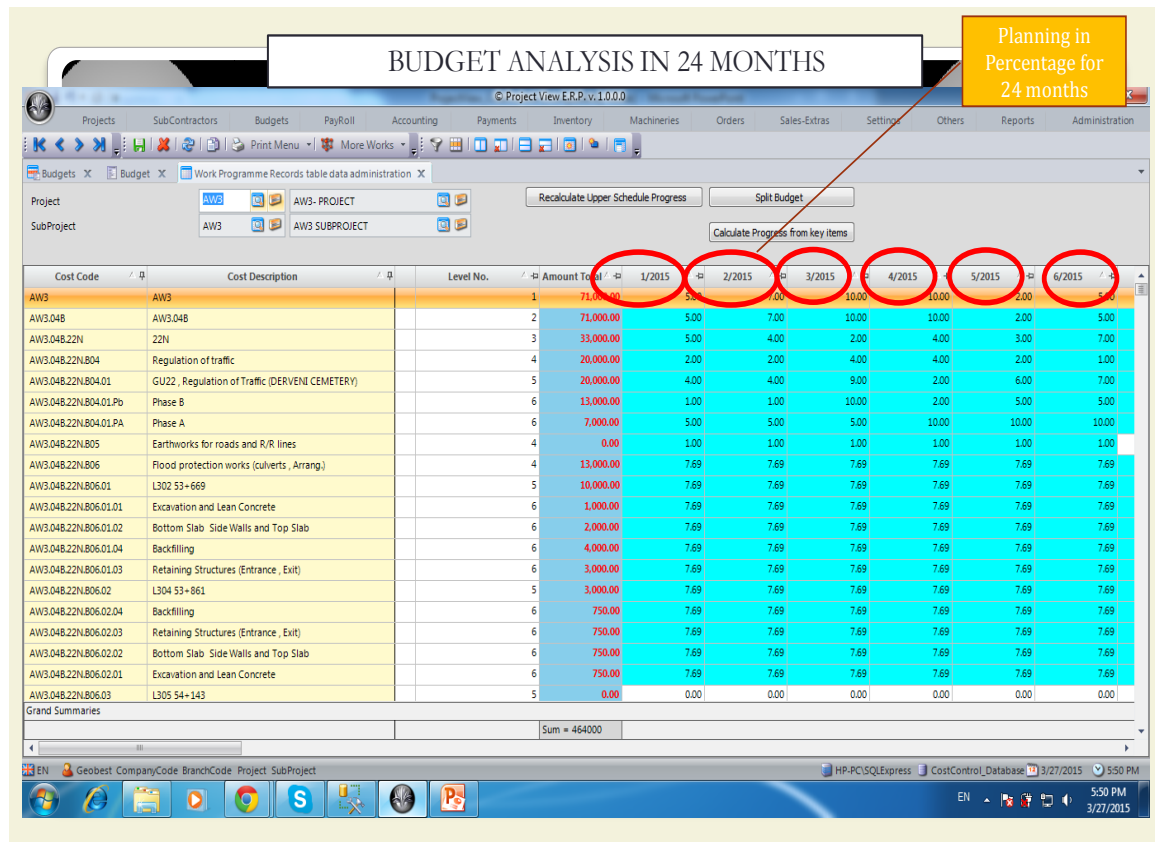 BUDGET ANALYSIS IN 24 MONTHS
Planning in
Percentage for
24 months
© Project View E.R.P. v. 1.0.0.0
Projects SubContractors Budgets PayRoll Accounting Payments Inventory Machineries Orders Sales-Extras Settings Others Reports Administration
Print Menu More Works
Budgets X Budget X Work Programme Records table data administration X
Project AW3 AW3- PROJECT Recalculate Upper Schedule Progress Split Budget
SubProject AW3 AW3 SUBPROJECT Calculate Progress from key items
Cost Code Cost Description Level No. Amount Total 1/2015 2/2015 3/2015 4/2015 5/2015 6/2015
AW3 AW3 1 71,000.00 5.00 7.00 10.00 10.00 2.00 5.00
AW3.04B AW3.04B 2 71,000.00 5.00 7.00 10.00 10.00 2.00 5.00
AW3.04B.22N 22N 3 33,000.00 5.00 4.00 2.00 4.00 3.00 7.00
AW3.04B.22N.B04 Regulation of traffic 4 20,000.00 2.00 2.00 4.00 4.00 2.00 1.00
AW3.04B.22N.B04.01 GU22 , Regulation of Traffic (DERVENI CEMETERY) 5 20,000.00 4.00 4.00 9.00 2.00 6.00 7.00
AW3.04B.22N.B04.01.Pb Phase B 6 13,000.00 1.00 1.00 10.00 2.00 5.00 5.00
AW3.04B.22N.B04.01.PA Phase A 6 7,000.00 5.00 5.00 5.00 10.00 10.00 10.00
AW3.04B.22N.B05 Earthworks for roads and R/R lines 4 0.00 1.00 1.00 1.00 1.00 1.00 1.00
AW3.04B.22N.B06 Flood protection works (culverts , Arrang.) 4 13,000.00 7.69 7.69 7.69 7.69 7.69 7.69
AW3.04B.22N.B06.01 L302 53+669 5 10,000.00 7.69 7.69 7.69 7.69 7.69 7.69
AW3.04B.22N.B06.01.01 Excavation and Lean Concrete 6 1,000.00 7.69 7.69 7.69 7.69 7.69 7.69
AW3.04B.22N.B06.01.02 Bottom Slab Side Walls and Top Slab 6 2,000.00 7.69 7.69 7.69 7.69 7.69 7.69
AW3.04B.22N.B06.01.04 Backfilling 6 4,000.00 7.69 7.69 7.69 7.69 7.69 7.69
AW3.04B.22N.B06.01.03 Retaining Structures (Entrance , Exit) 6 3,000.00 7.69 7.69 7.69 7.69 7.69 7.69
AW3.04B.22N.B06.02 L304 53+861 5 3,000.00 7.69 7.69 7.69 7.69 7.69 7.69
AW3.04B.22N.B06.02.04 Backfilling 6 750.00 7.69 7.69 7.69 7.69 7.69 7.69
AW3.04B.22N.B06.02.03 Retaining Structures (Entrance , Exit) 6 750.00 7.69 7.69 7.69 7.69 7.69 7.69
AW3.04B.22N.B06.02.02 Bottom Slab Side Walls and Top Slab 6 750.00 7.69 7.69 7.69 7.69 7.69 7.69
AW3.04B.22N.B06.02.01 Excavation and Lean Concrete 6 750.00 7.69 7.69 7.69 7.69 7.69 7.69
AW3.04B.22N.B06.03 L305 54+143 5 0.00 0.00 0.00 0.00 0.00 0.00 0.00
Grand Summaries
Sum = 464000
EN Geobest CompanyCode BranchCode Project SubProject HP-PC\SQLExpress CostControl_Database 3/27/2015 5:50 PM
EN 5:50 PM
3/27/2015